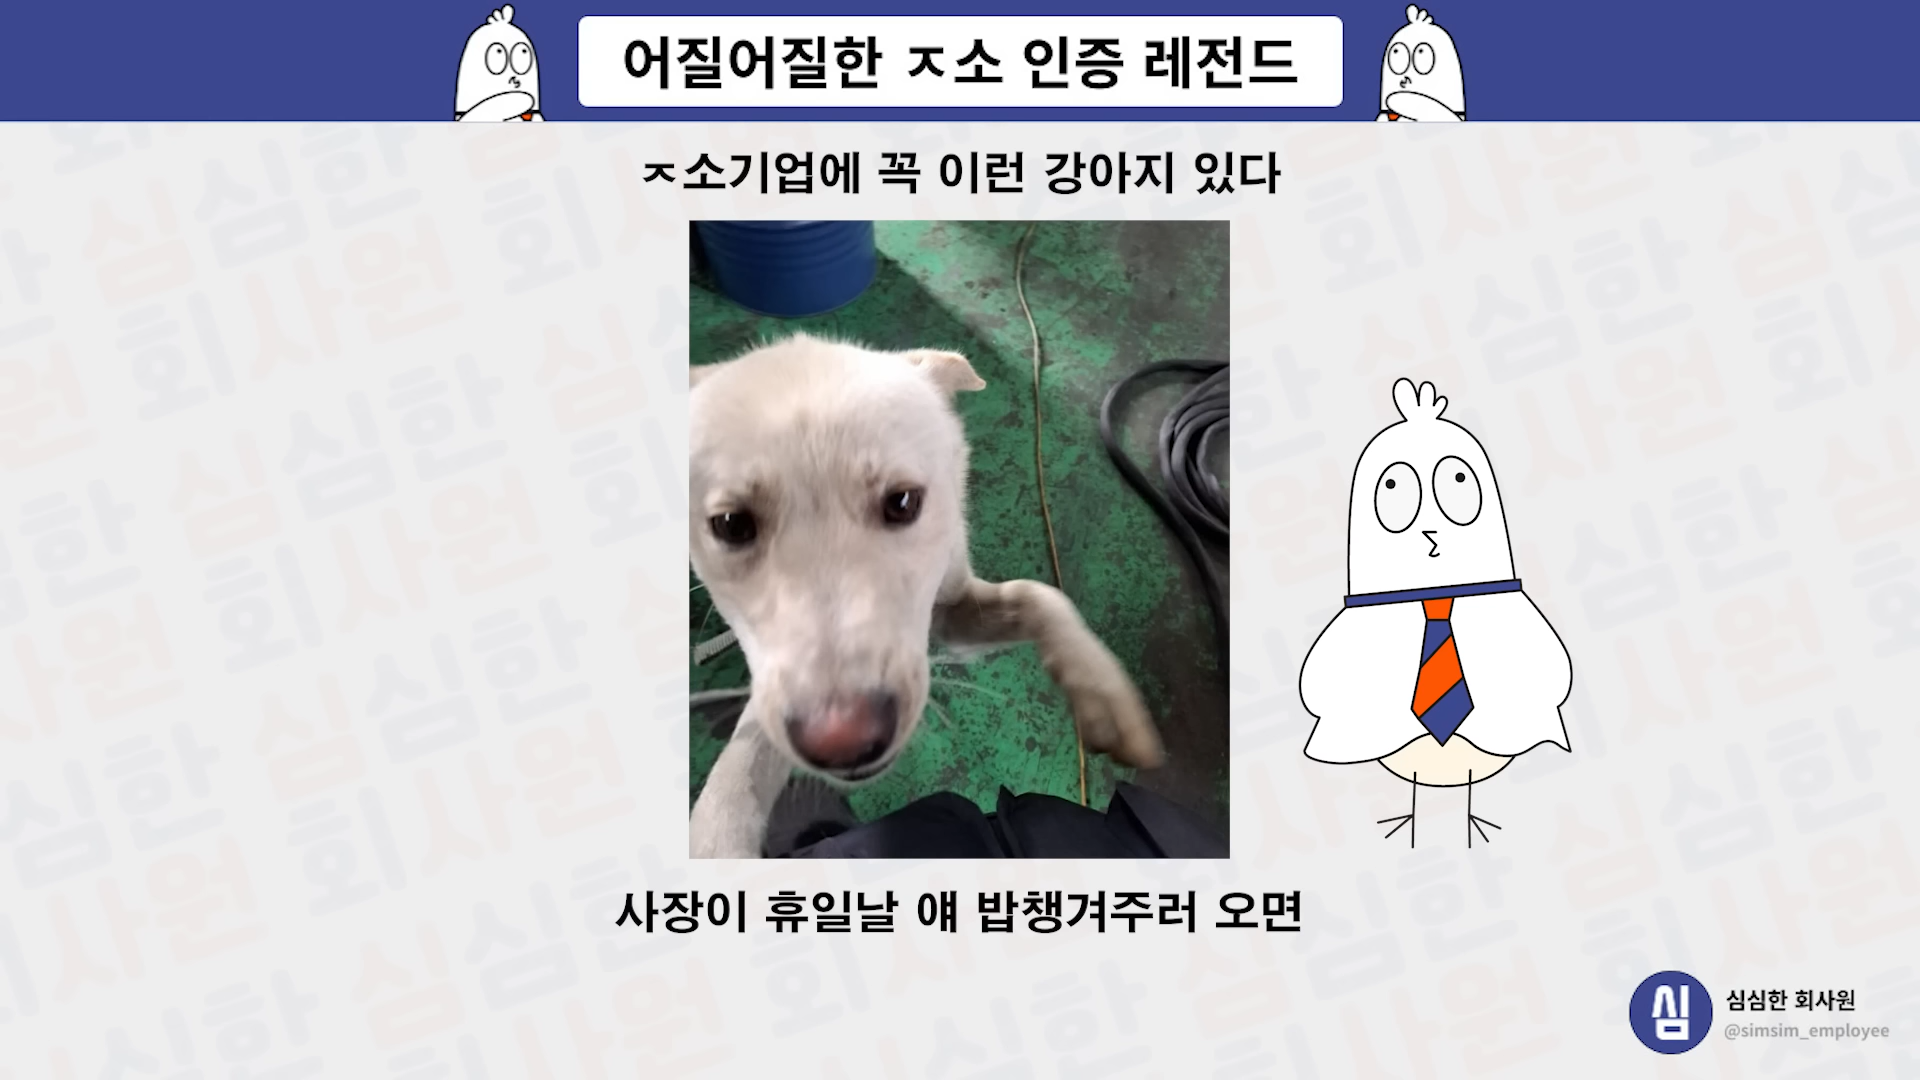 어질어질한 ㅈ소 인증 레전드
ㅈ소기업에 꼭 이런 강아지 있다
사장이 휴일날 얘 밥챙겨주러 오면
심
심심한 회사원
@simsim_employee